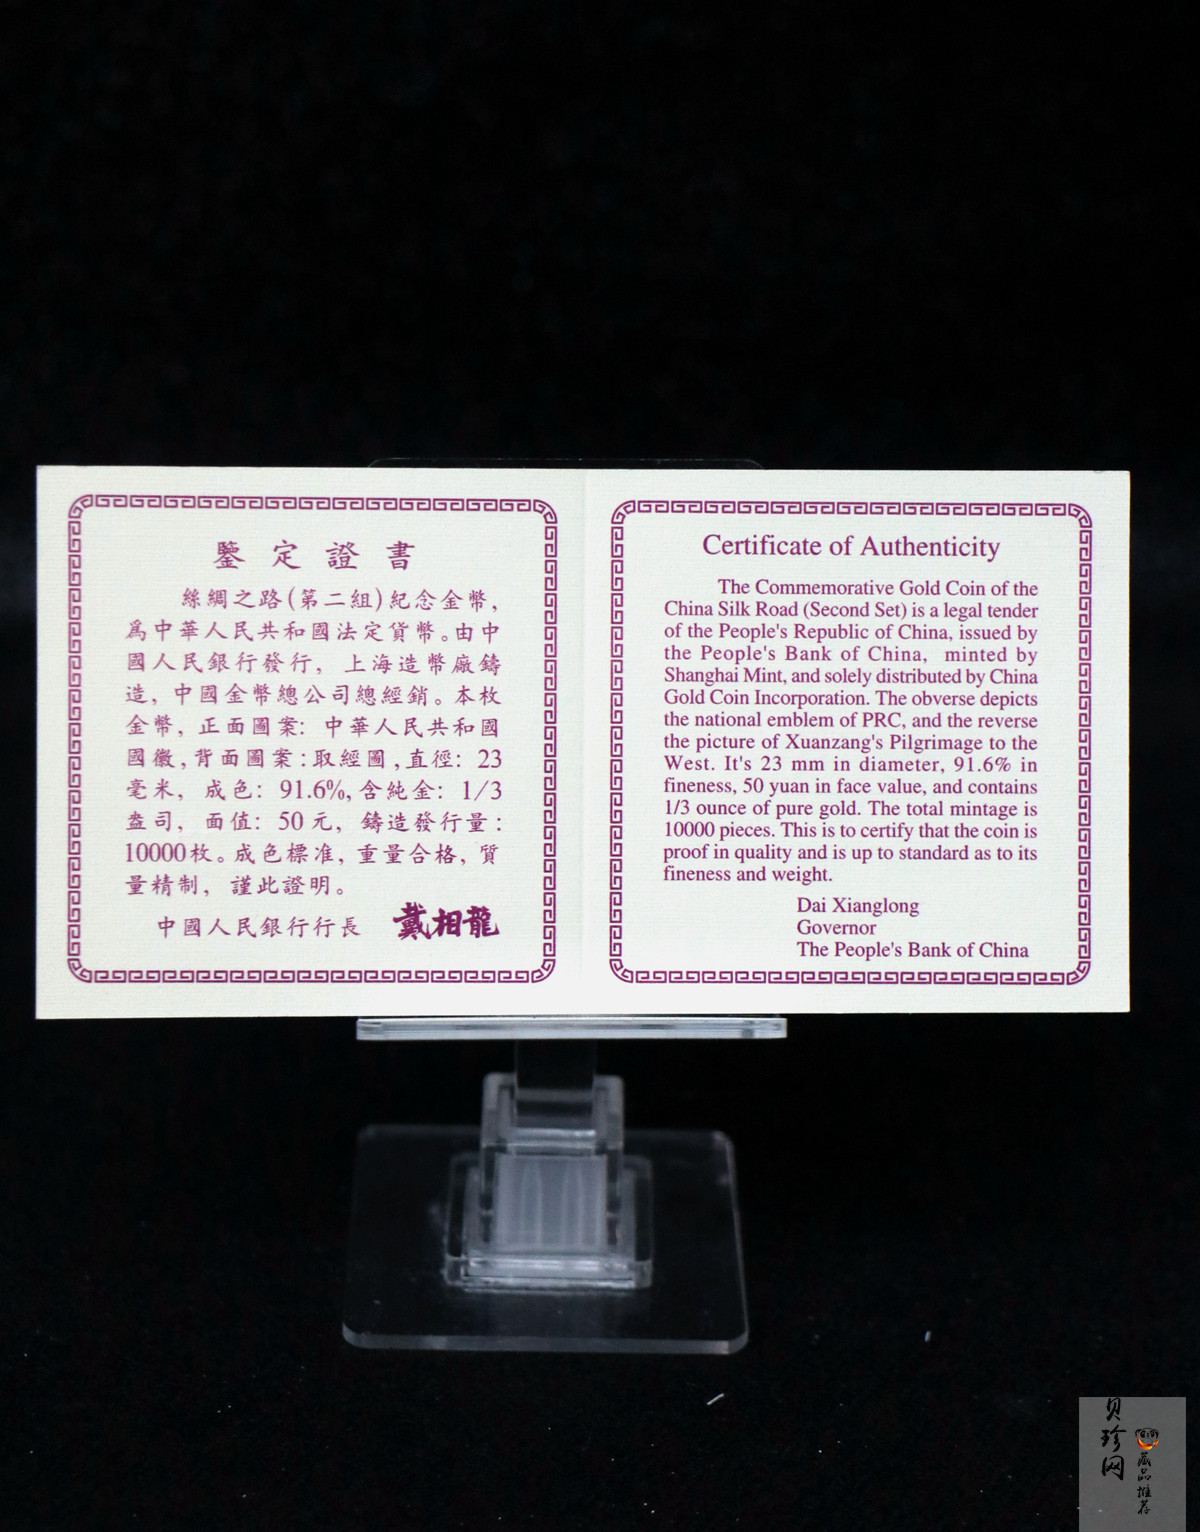 鑒定證書
絲綢之路(第二組)紀念金幣，
爲中華人民共和國法定貨幣。由中
國人民銀行發行，上海造幣廠鑄
造，中國金幣總公司總經銷。本枚
金幣，正面圖案：中華人民共和國
國徽，背面圖案：取經圖，直徑：23
毫米，成色：91.6%，含純金：1/3
盎司，面值：50元，鑄造發行量：
10000枚。成色標准，重量合格，質
量精制，謹此證明。
中國人民銀行行長 戴相龍
Certificate of Authenticity
The Commemorative Gold Coin of the
China Silk Road (Second Set) is a legal tender
of the People's Republic of China, issued by
the People's Bank of China, minted by
Shanghai Mint, and solely distributed by China
Gold Coin Incorporation. The obverse depicts
the national emblem of PRC, and the reverse
the picture of Xuanzang's Pilgrimage to the
West. It's 23 mm in diameter, 91.6% in
fineness, 50 yuan in face value, and contains
1/3 ounce of pure gold. The total mintage is
10000 pieces. This is to certify that the coin is
proof in quality and is up to standard as to its
fineness and weight.
Dai Xianglong
Governor
The People's Bank of China
贝珍网
藏品推荐